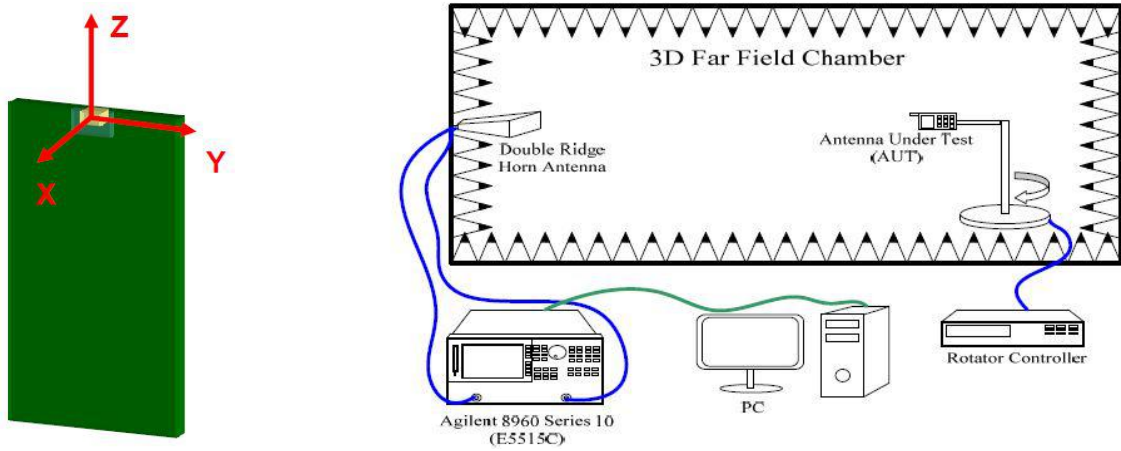 Z
Y
X
3D Far Field Chamber
Double Ridge
Horn Antenna
Antenna Under Test
(AUT)
Agilent 8960 Series 10
(E5515C)
PC
Rotator Controller